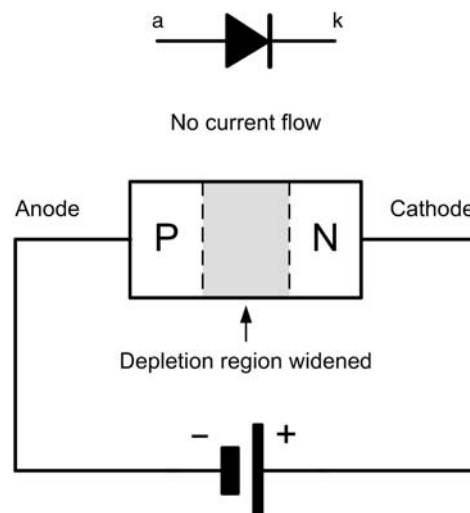 a k
No current flow
Anode Cathode
P N
Depletion region widened
− +